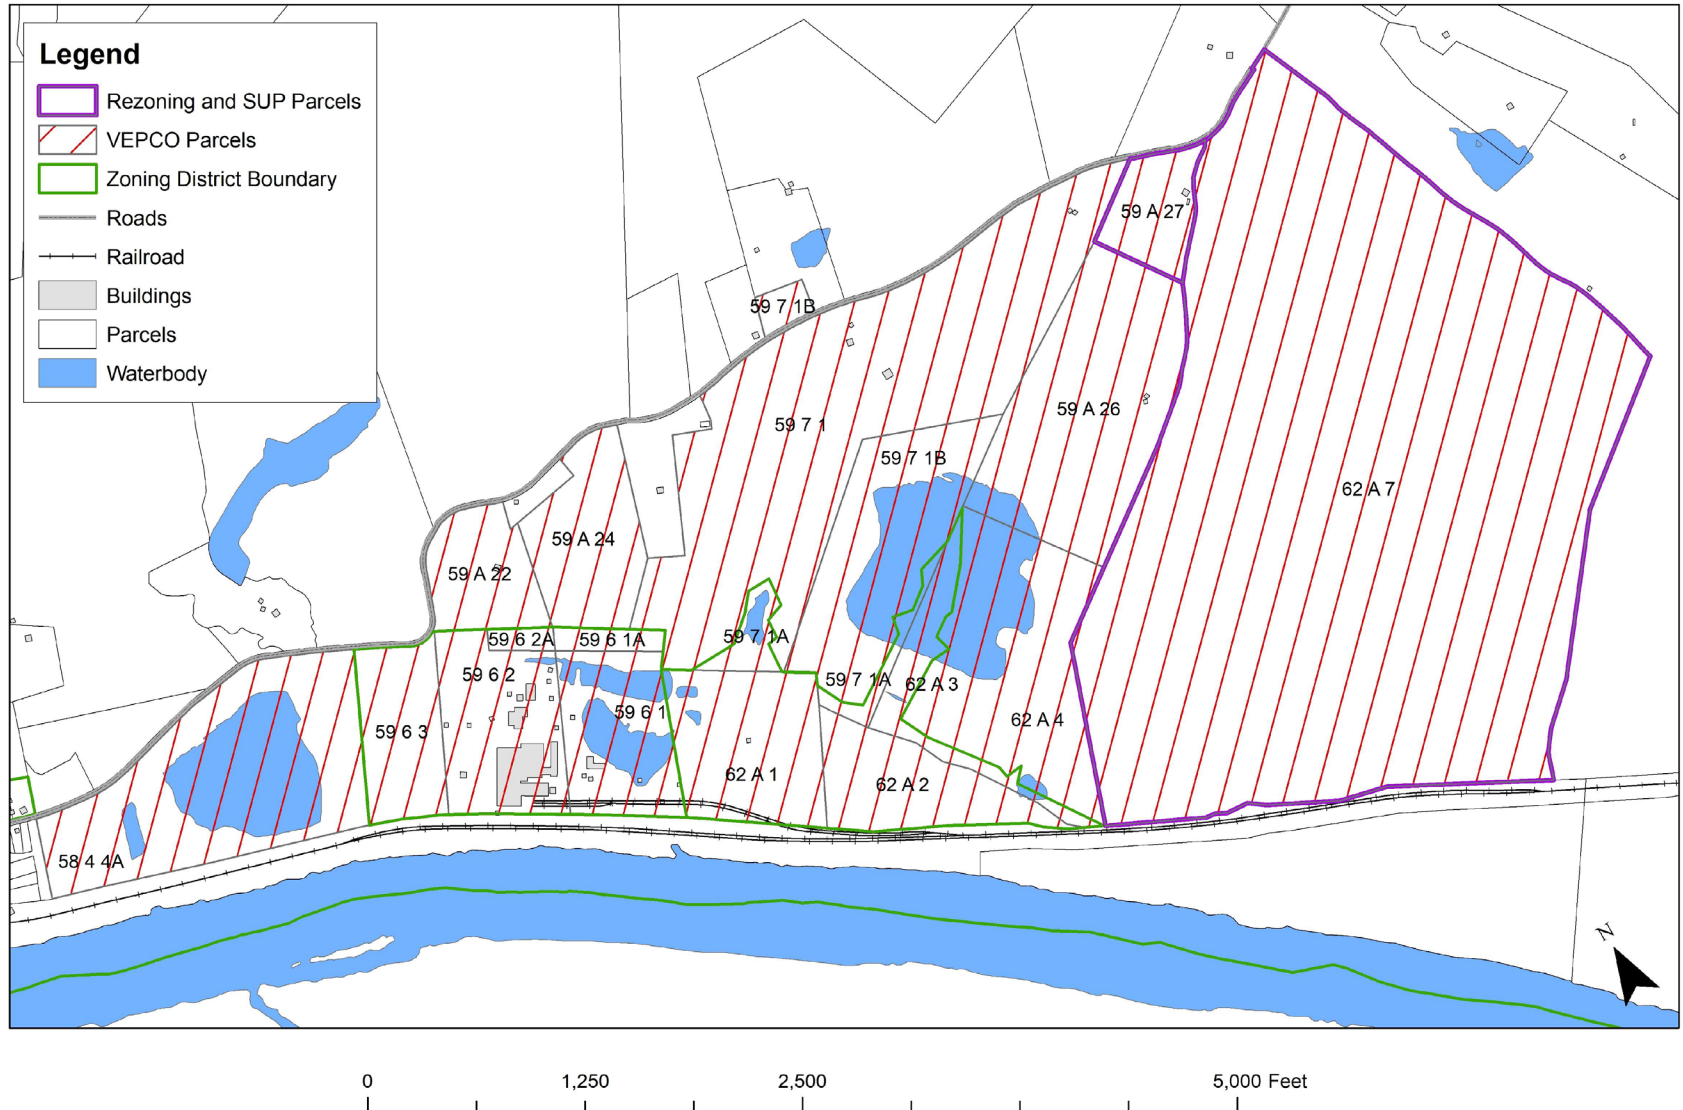 Legend
Rezoning and SUP Parcels
VEPCO Parcels
Zoning District Boundary
Roads
Railroad
Buildings
Parcels
Waterbody
59 A 27
59 7 1B
59 7 1
59 A 26
59 7 1B
62 A 7
59 A 24
59 A 22
59 6 2A
59 6 1A
59 7 1A
59 6 2
59 7 1A
62 A 3
59 6 1
62 A 4
59 6 3
62 A 1
62 A 2
58 4 4A
N
0
1,250
2,500
5,000 Feet